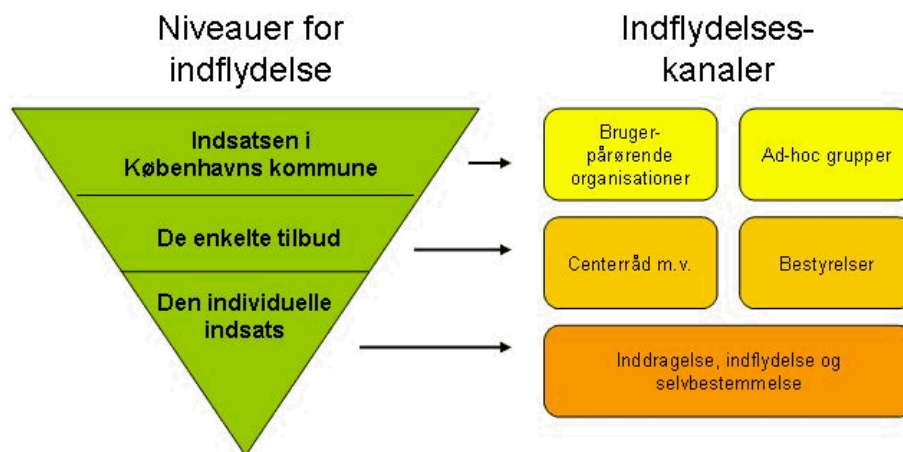 Niveauer for
indflydelse
Indsatsen i
Københavns kommune
De enkelte tilbud
Den individuelle
indsats
Indflydelses-
kanaler
Bruger-
pårørende
organisationer
Ad-hoc grupper
Centerråd m.v.
Bestyrelser
Inddragelse, indflydelse og
selvbestemmelse